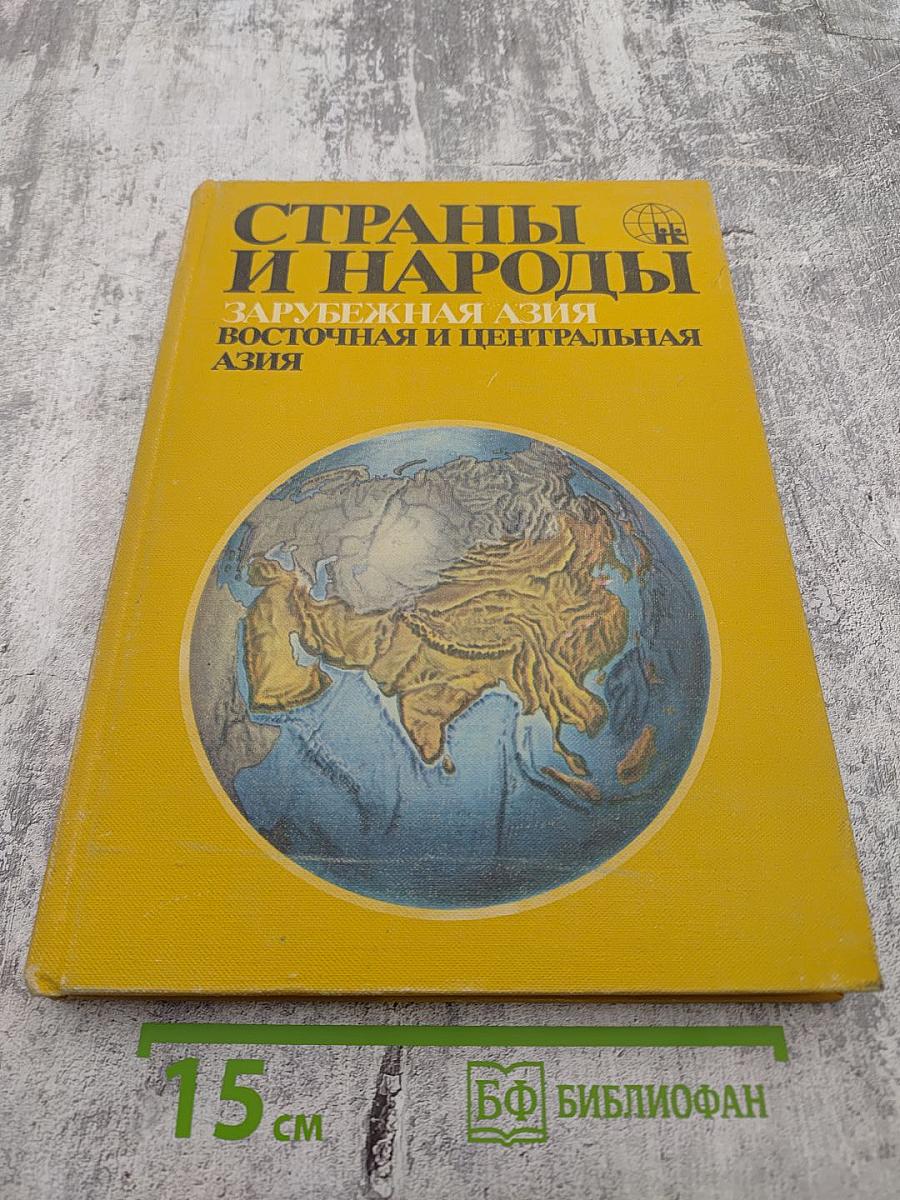 СТРАНЫ
И НАРОДЫ
ЗАРУБЕЖНАЯ АЗИЯ
ВОСТОЧНАЯ И ЦЕНТРАЛЬНАЯ
АЗИЯ
15 см
БФ БИБЛИОФАН